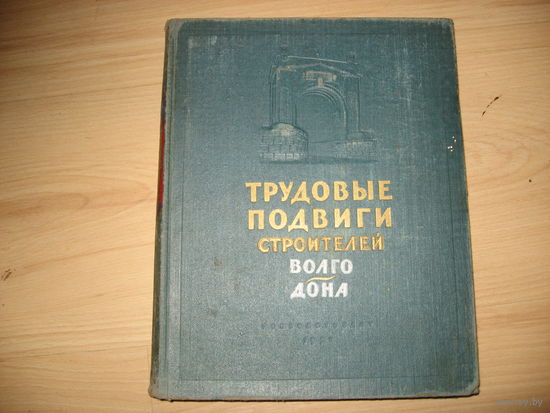 ТРУДОВЫЕ
ПОДВИГИ
СТРОИТЕЛЕЙ
ВОЛГО
ДОНА